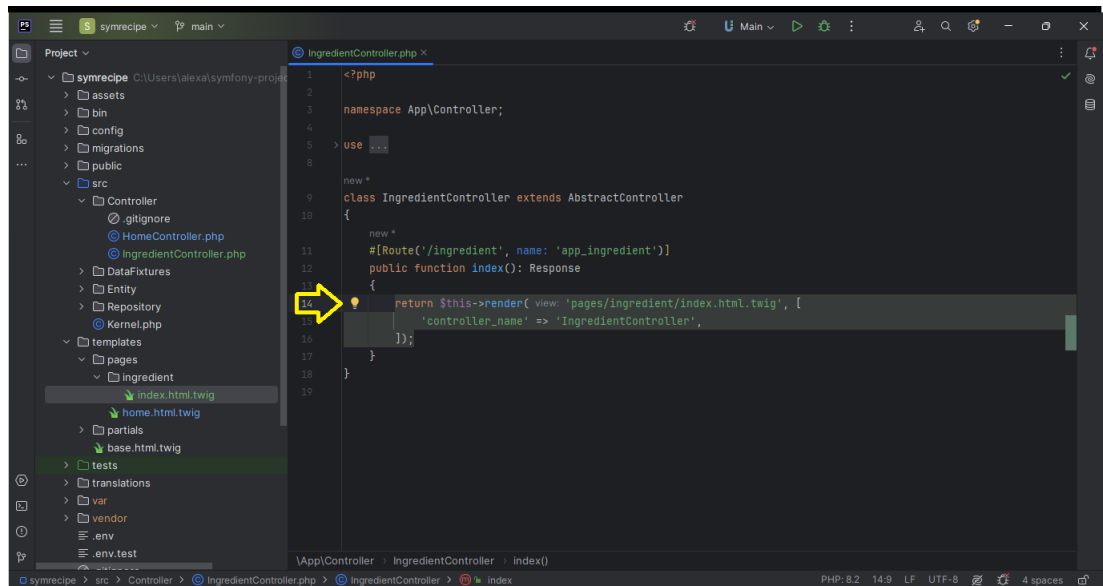 PS
S symrecipe main
Main
Project
IngredientController.php
symrecipe C:\Users\alexa\symfony-projec
assets
bin
config
migrations
public
src
Controller
.gitignore
HomeController.php
IngredientController.php
DataFixtures
Entity
Repository
Kernel.php
templates
pages
ingredient
index.html.twig
home.html.twig
partials
base.html.twig
tests
translations
var
vendor
.env
.env.test
1 <?php
2
3 namespace App\Controller;
4
5 use ...
8
new *
9 class IngredientController extends AbstractController
10 {
new *
11 #[Route('/ingredient', name: 'app_ingredient')]
12 public function index(): Response
13 {
14 return $this->render( view: 'pages/ingredient/index.html.twig', [
15 'controller_name' => 'IngredientController',
16 ]);
17 }
18 }
19
\App\Controller › IngredientController › index()
symrecipe > src > Controller > IngredientController.php > IngredientController > m index
PHP: 8.2 14:9 LF UTF-8 4 spaces